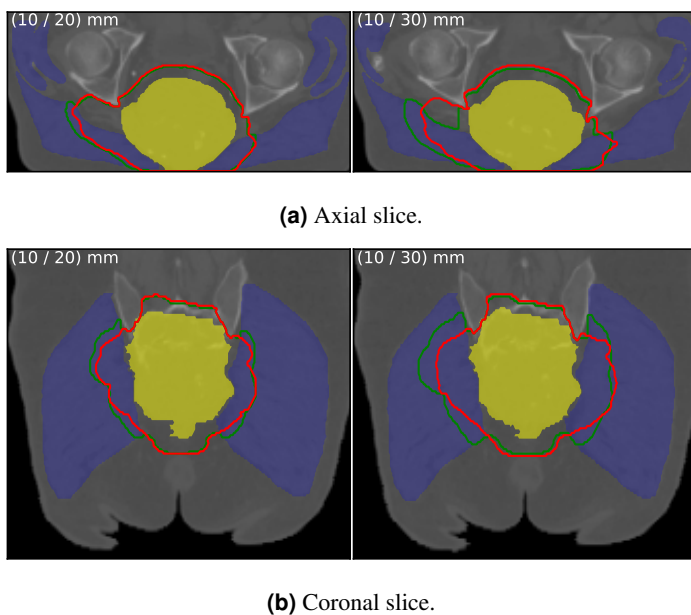 (10 / 20) mm
(10 / 30) mm
(a) Axial slice.
(10 / 20) mm
(10 / 30) mm
(b) Coronal slice.